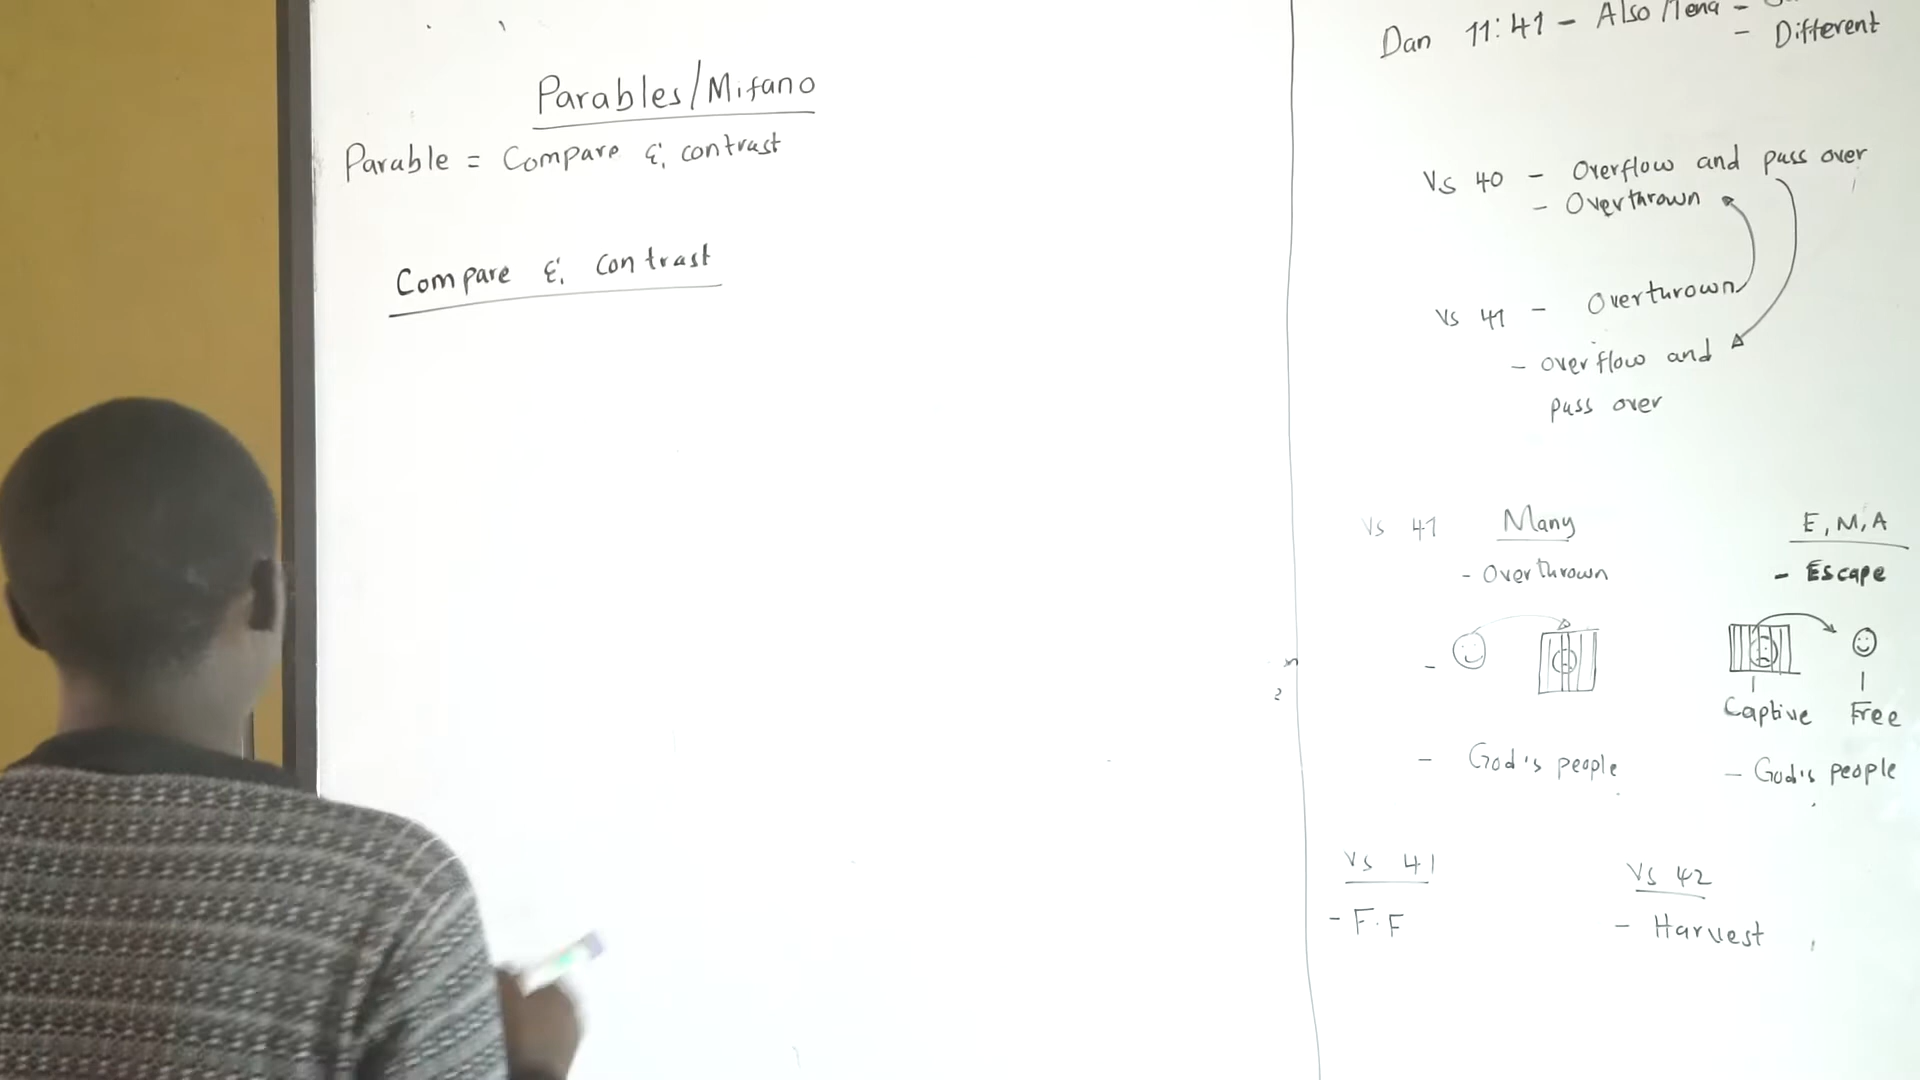 Parables/Mifano
Parable = Compare & contrast
Compare & contrast
Dan 11:41 - Also /Tena -
- Different
Vs 40 - Overflow and pass over
- Overthrown
Vs 41 - Overturown
- overflow and
pass over
Vs 41 Many
- Overthrown
- God's people
E, M, A
- Escape
Captive Free
- God's people
Vs 41
- F.F
Vs 42
- Harvest